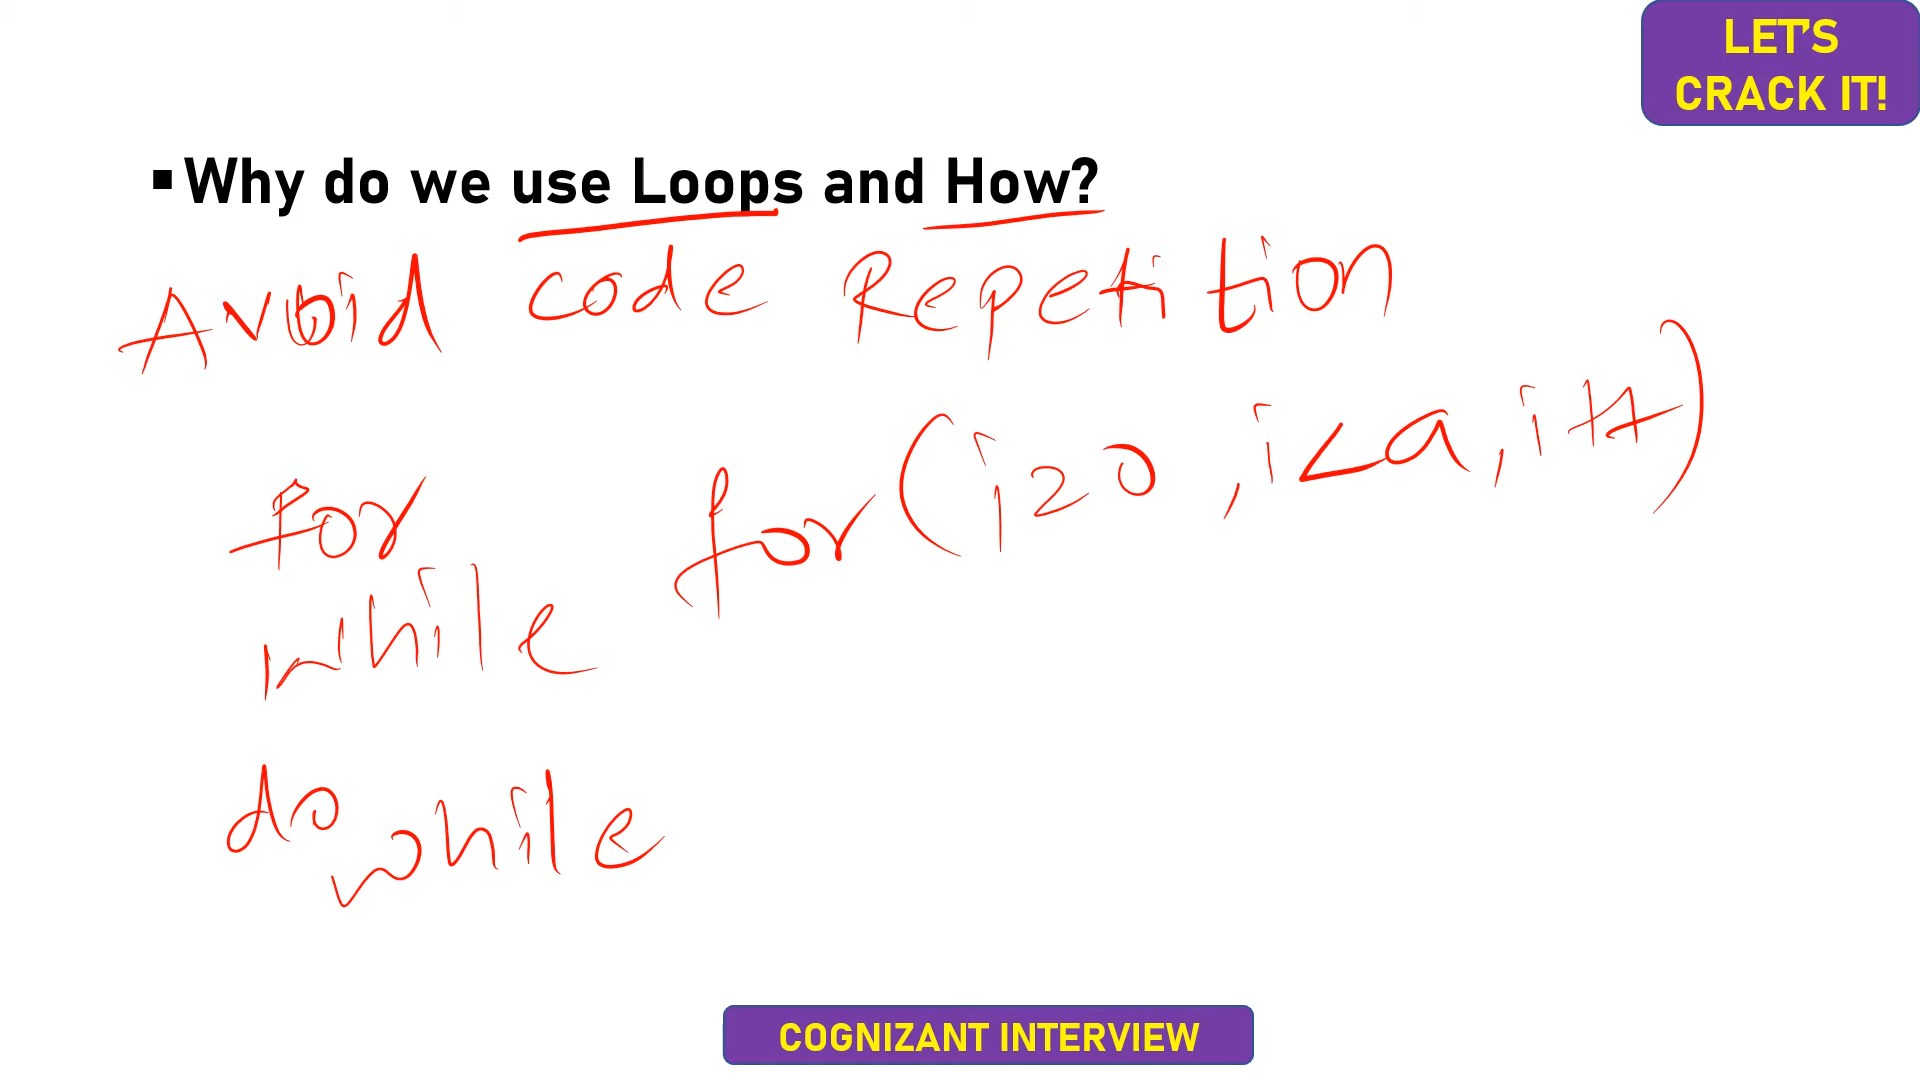 LET'S
CRACK IT!
▪Why do we use Loops and How?
Avoid code Repetition
for for(i=0,i<a,i++)
while
do while
COGNIZANT INTERVIEW